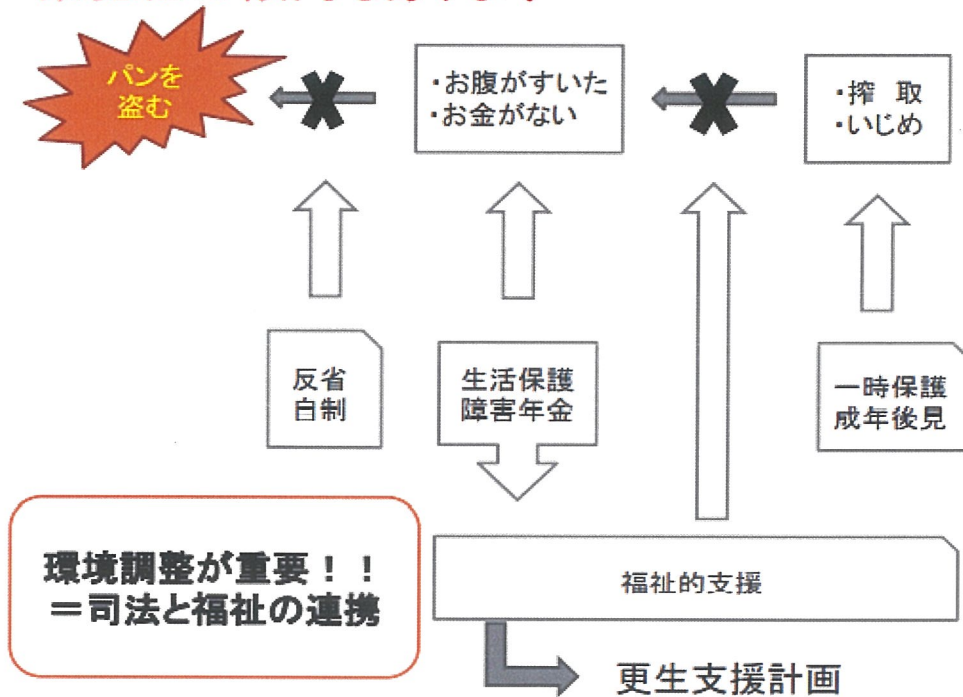 パンを
盗む
・お腹がすいた
・お金がない
・搾 取
・いじめ
反省
自制
生活保護
障害年金
一時保護
成年後見
環境調整が重要！！
＝司法と福祉の連携
福祉的支援
更生支援計画